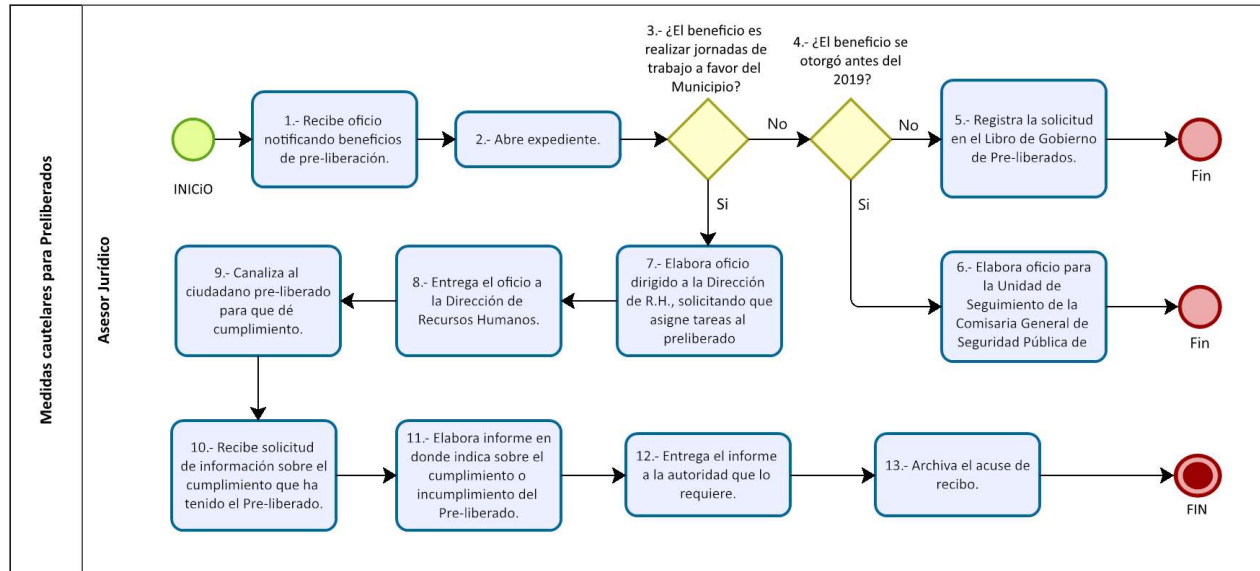 Medidas cautelares para Preliberados
Asesor Jurídico
INICiO
1.- Recibe oficio
notificando beneficios
de pre-liberación.
2.- Abre expediente.
3.- ¿El beneficio es
realizar jornadas de
trabajo a favor del
Municipio?
No
Si
4.- ¿El beneficio se
otorgó antes del
2019?
No
Si
5.- Registra la solicitud
en el Libro de Gobierno
de Pre-liberados.
Fin
6.- Elabora oficio para
la Unidad de
Seguimiento de la
Comisaria General de
Seguridad Pública de
Fin
7.- Elabora oficio
dirigido a la Dirección
de R.H., solicitando que
asigne tareas al
preliberado
8.- Entrega el oficio a
la Dirección de
Recursos Humanos.
9.- Canaliza al
ciudadano pre-liberado
para que dé
cumplimiento.
10.- Recibe solicitud
de información sobre el
cumplimiento que ha
tenido el Pre-liberado.
11.- Elabora informe en
donde indica sobre el
cumplimiento o
incumplimiento del
Pre-liberado.
12.- Entrega el informe
a la autoridad que lo
requiere.
13.- Archiva el acuse de
recibo.
FIN